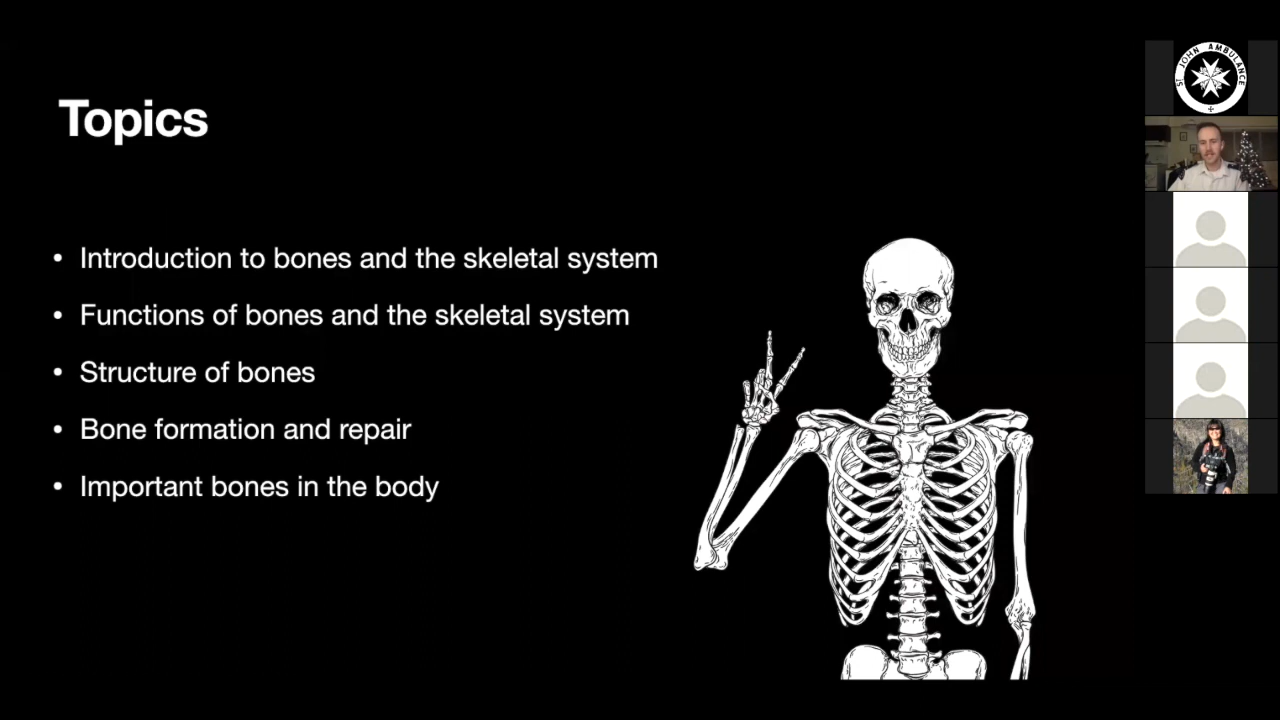 Topics
• Introduction to bones and the skeletal system
• Functions of bones and the skeletal system
• Structure of bones
• Bone formation and repair
• Important bones in the body
ST JOHN AMBULANCE